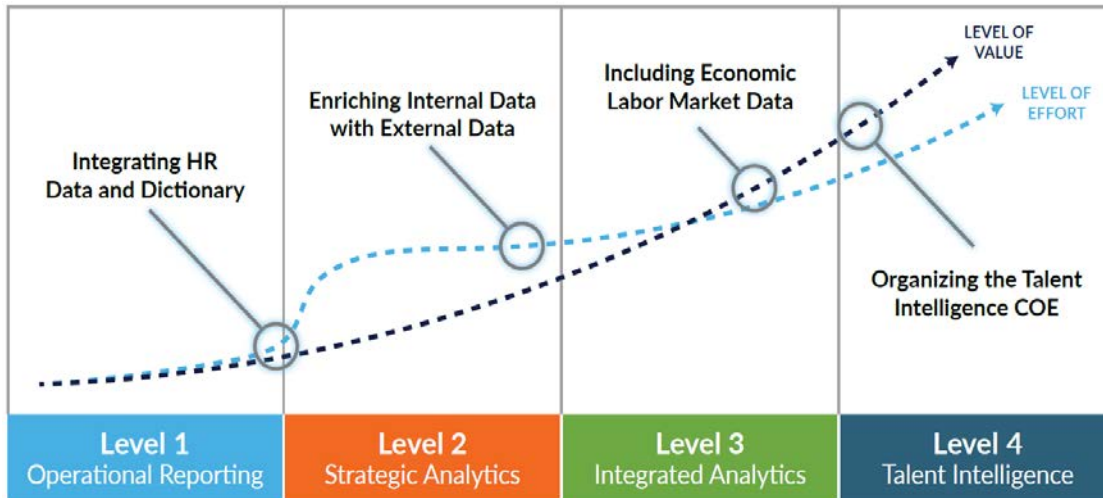 LEVEL OF
VALUE
Including Economic
Labor Market Data
LEVEL OF
EFFORT
Enriching Internal Data
with External Data
Integrating HR
Data and Dictionary
Organizing the Talent
Intelligence COE
Level 1
Operational Reporting
Level 2
Strategic Analytics
Level 3
Integrated Analytics
Level 4
Talent Intelligence